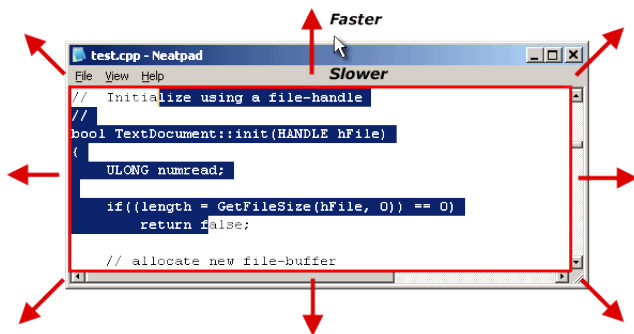 Faster
test.cpp - Neatpad
File View Help
Slower
// Initialize using a file-handle
//
bool TextDocument::init(HANDLE hFile)
{
    ULONG numread;
    if((length = GetFileSize(hFile, 0)) == 0)
        return false;
    // allocate new file-buffer